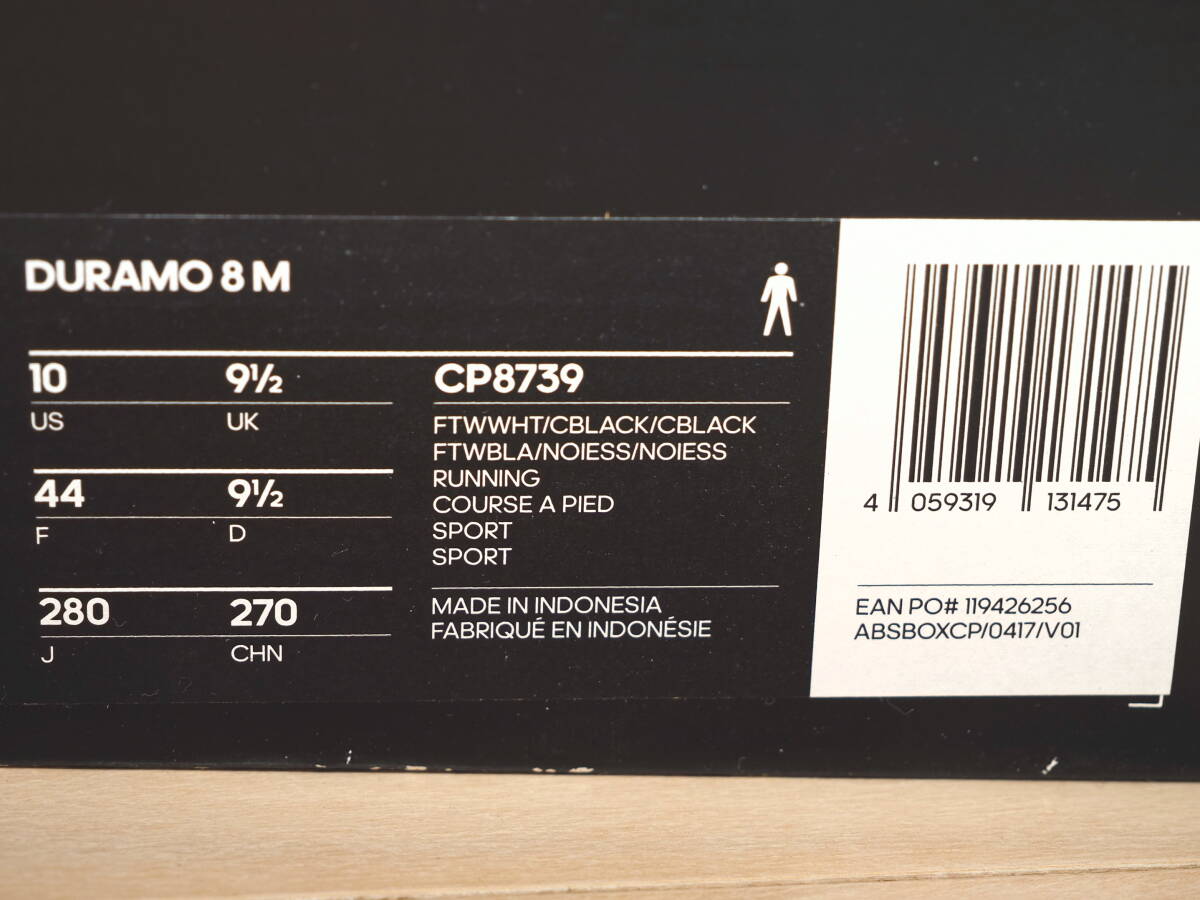 DURAMO 8 M
10 9½
US UK
44 9½
F D
280 270
J CHN
CP8739
FTWWHT/CBLACK/CBLACK
FTWBLA/NOIESS/NOIESS
RUNNING
COURSE A PIED
SPORT
SPORT
MADE IN INDONESIA
FABRIQUÉ EN INDONÉSIE
4 059319 131475
EAN PO# 119426256
ABSBOXCP/0417/V01